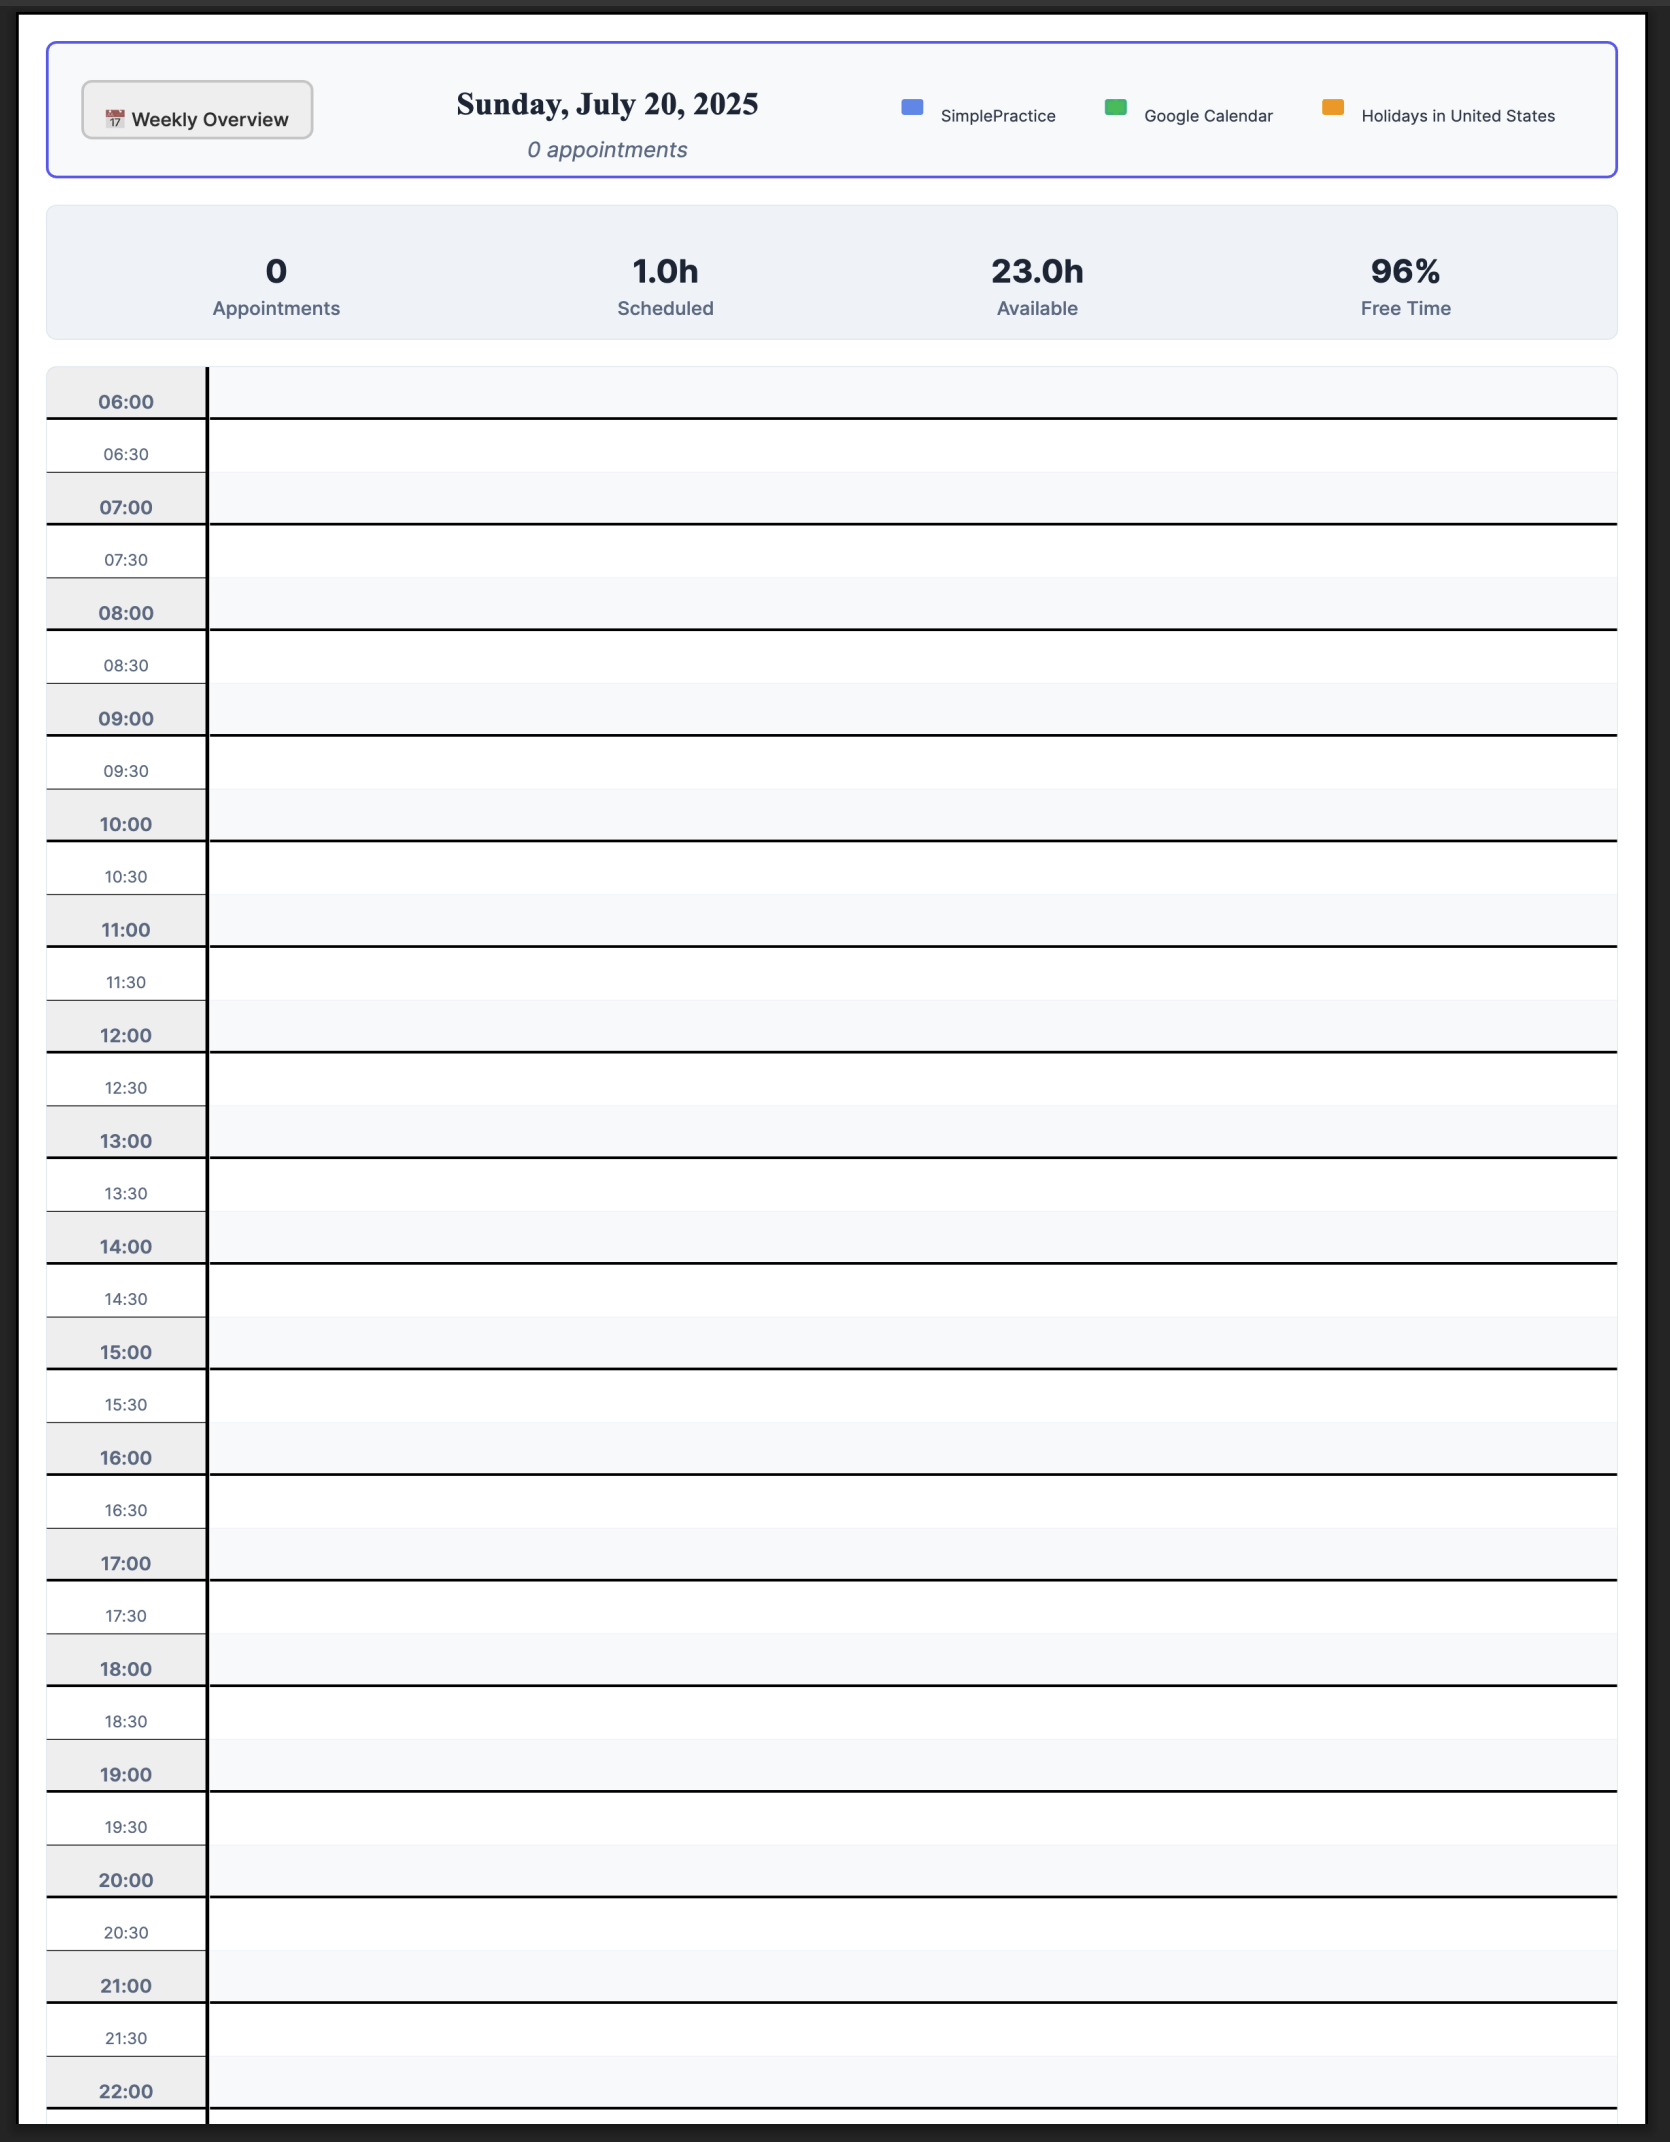 17 Weekly Overview
Sunday, July 20, 2025
0 appointments
SimplePractice
Google Calendar
Holidays in United States
0
Appointments
1.0h
Scheduled
23.0h
Available
96%
Free Time
06:00
06:30
07:00
07:30
08:00
08:30
09:00
09:30
10:00
10:30
11:00
11:30
12:00
12:30
13:00
13:30
14:00
14:30
15:00
15:30
16:00
16:30
17:00
17:30
18:00
18:30
19:00
19:30
20:00
20:30
21:00
21:30
22:00